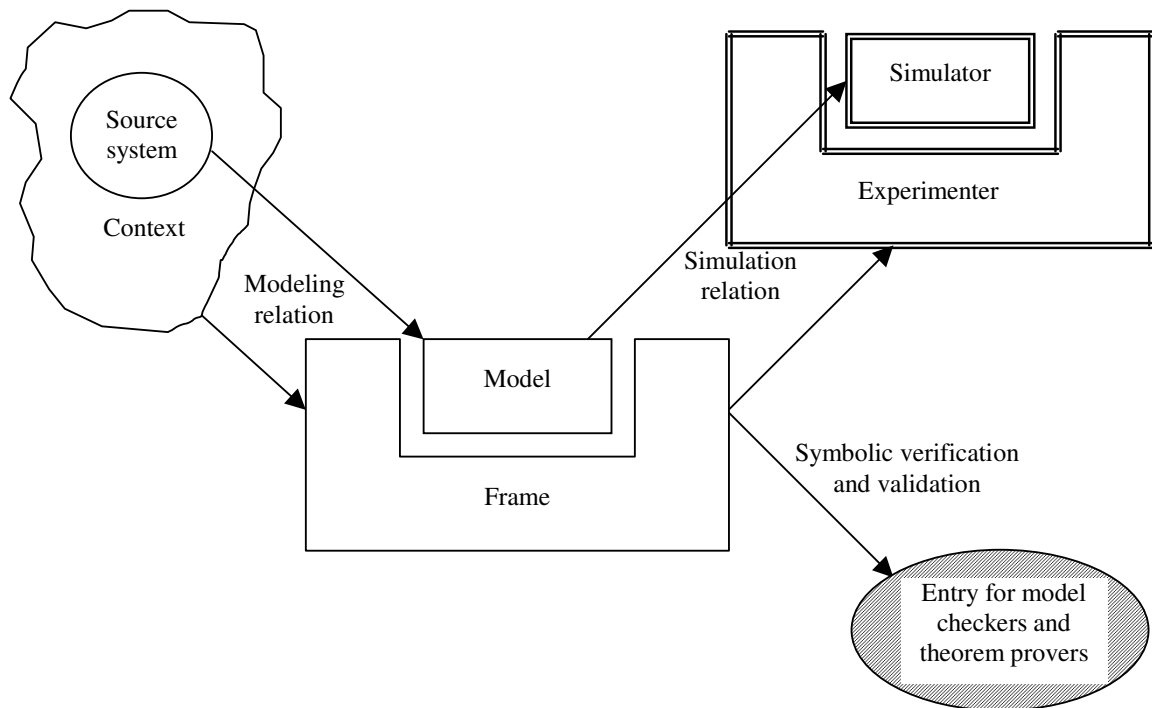 Source
system
Context
Modeling
relation
Model
Frame
Simulation
relation
Simulator
Experimenter
Symbolic verification
and validation
Entry for model
checkers and
theorem provers